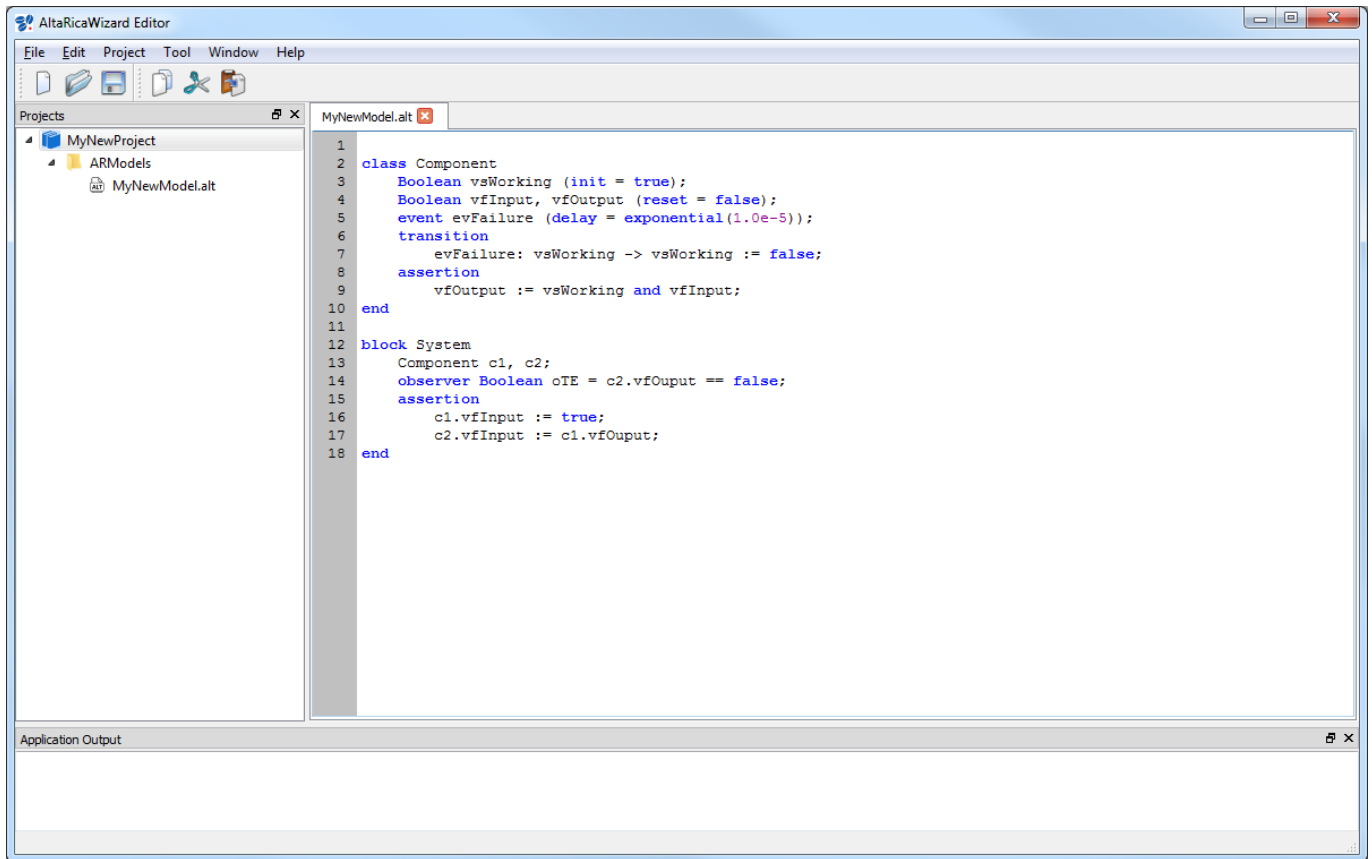 AltaRicaWizard Editor
File Edit Project Tool Window Help
Projects
MyNewProject
ARModels
ALT MyNewModel.alt
MyNewModel.alt
1
2 class Component
3     Boolean vsWorking (init = true);
4     Boolean vfInput, vfOutput (reset = false);
5     event evFailure (delay = exponential(1.0e-5));
6     transition
7         evFailure: vsWorking -> vsWorking := false;
8     assertion
9         vfOutput := vsWorking and vfInput;
10 end
11
12 block System
13     Component c1, c2;
14     observer Boolean oTE = c2.vfOuput == false;
15     assertion
16         c1.vfInput := true;
17         c2.vfInput := c1.vfOuput;
18 end
Application Output